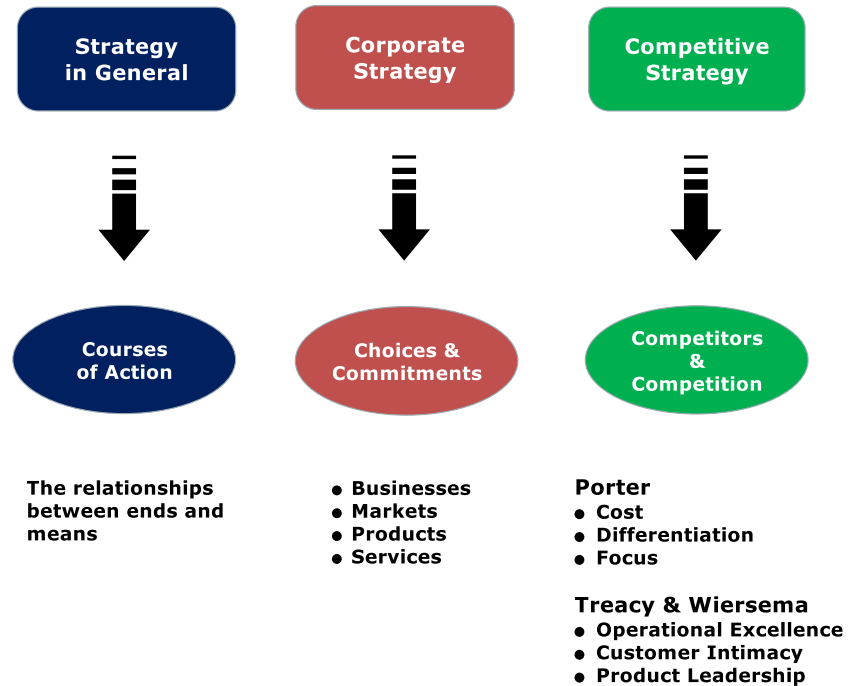 Strategy
in General
Corporate
Strategy
Competitive
Strategy
Courses
of Action
Choices &
Commitments
Competitors
&
Competition
The relationships
between ends and
means
● Businesses
● Markets
● Products
● Services
Porter
● Cost
● Differentiation
● Focus
Treacy & Wiersema
● Operational Excellence
● Customer Intimacy
● Product Leadership